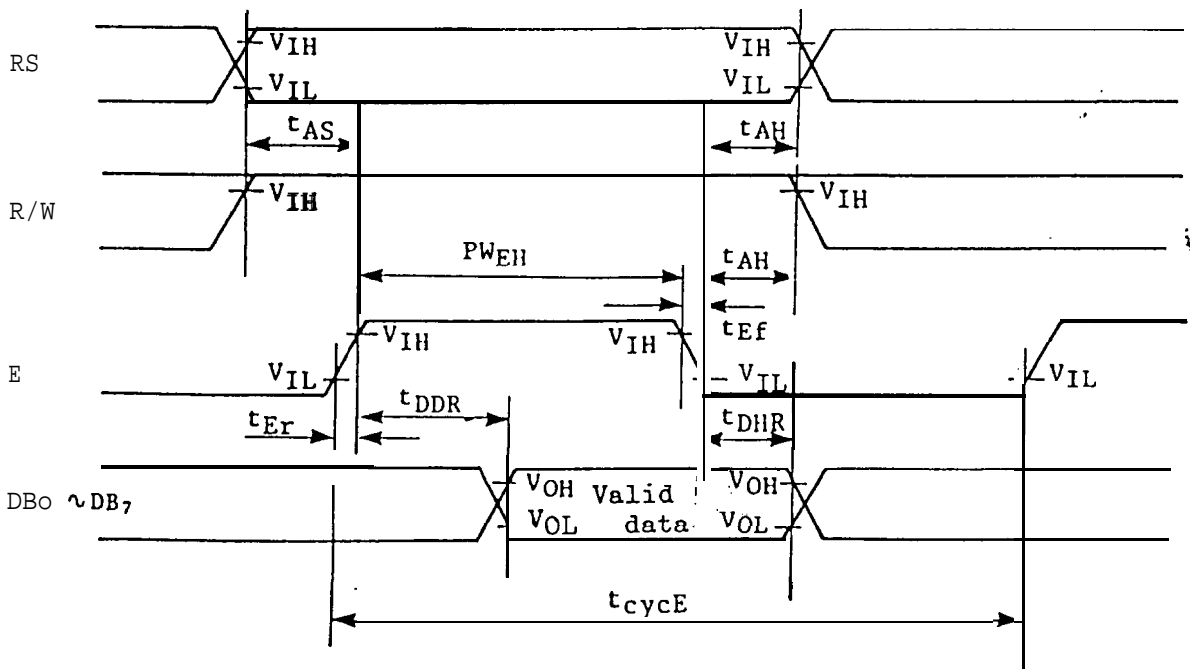 RS
VIH
VIH
VIL
VIL
tAS
tAH
R/W
VIH
VIH
PWEH
tAH
tEf
E
VIH
VIH
VIL
VIL
VIL
tDDR
tDHR
tEr
DBo ~DB7
VOH Valid VOH
VOL data VOL
tcycE